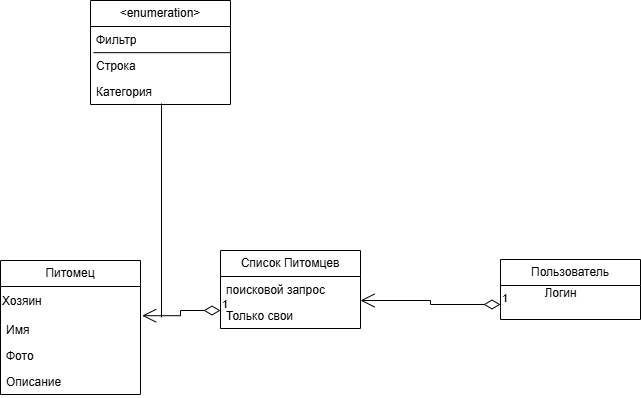 <enumeration>
Фильтр
Строка
Категория
Питомец
Хозяин
Имя
Фото
Описание
Список Питомцев
поисковой запрос
1
Только свои
Пользователь
1
Логин